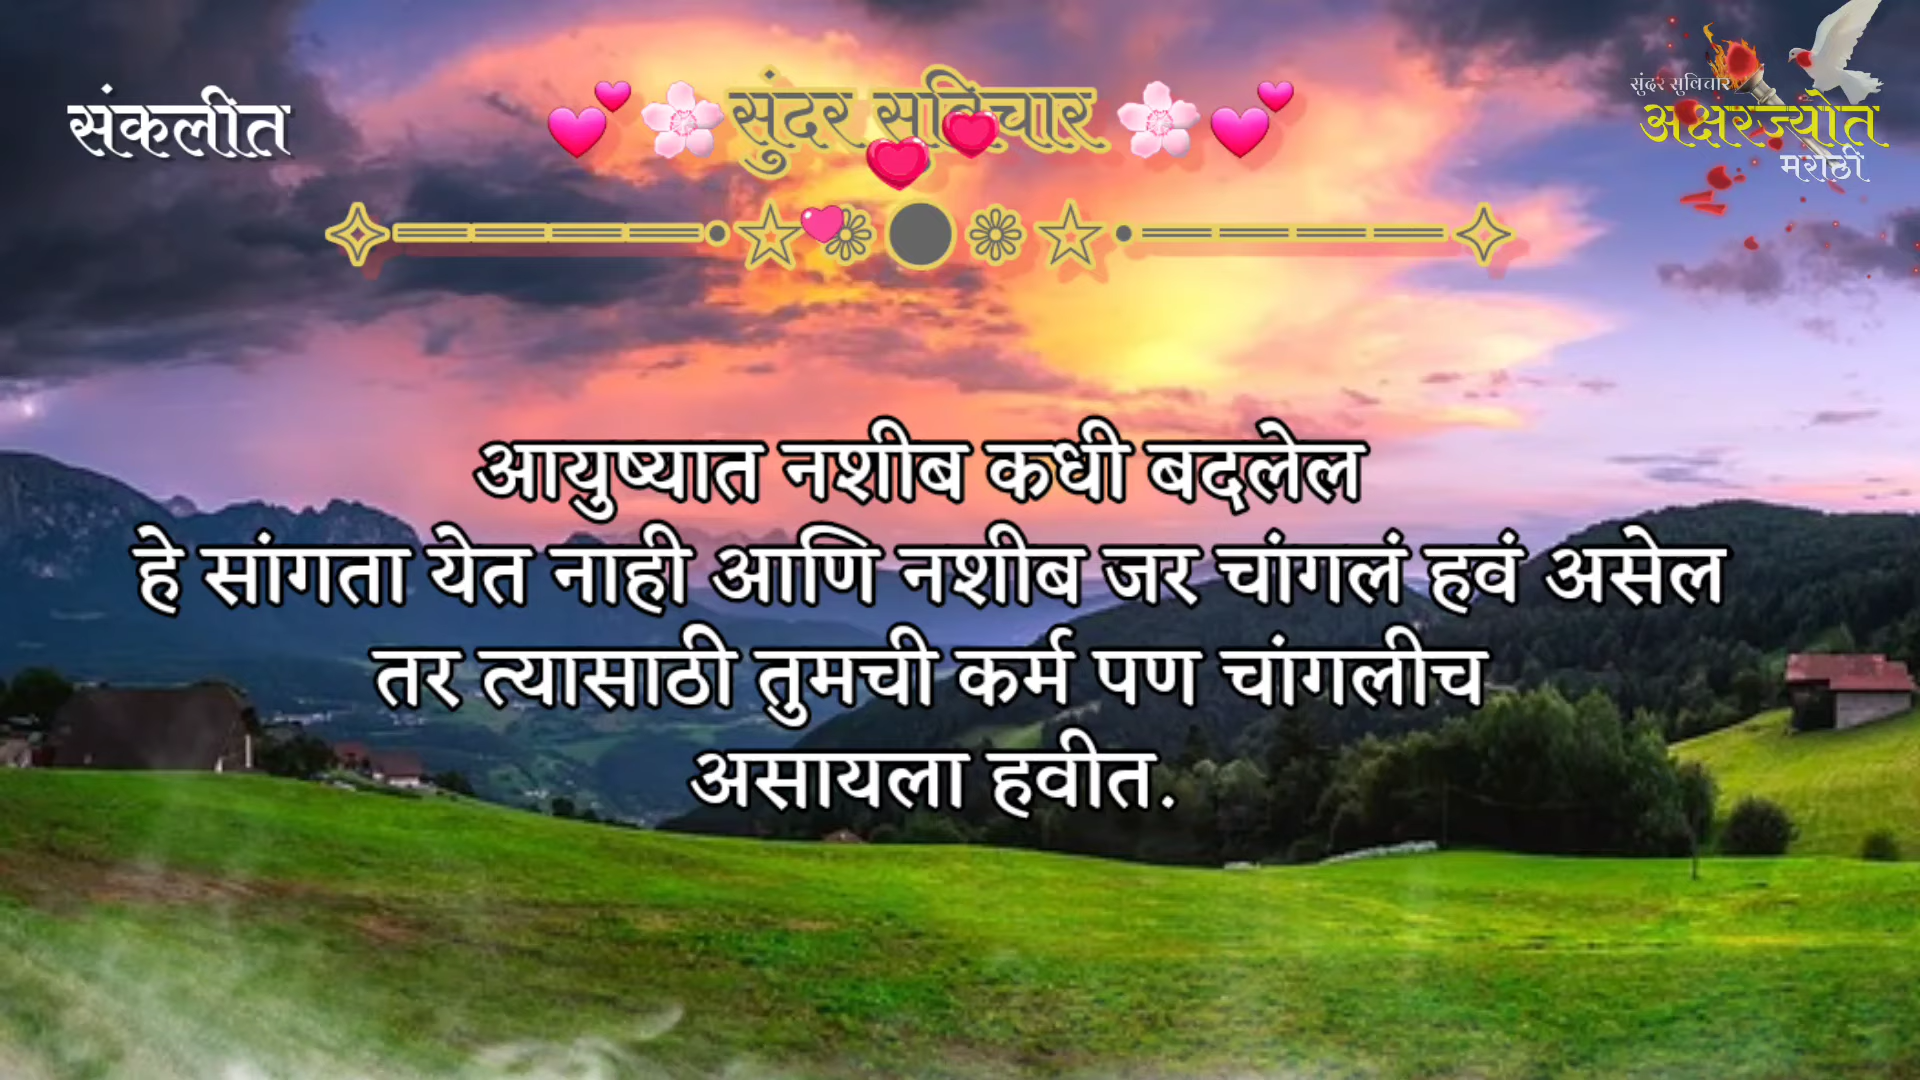 संकलीत
💕🌸सुंदर सुविचार🌸💕
सुंदर सुविचार
अक्षरज्योत
मराठी
✧════•☆❁●❁☆•════✧
आयुष्यात नशीब कधी बदलेल
हे सांगता येत नाही आणि नशीब जर चांगलं हवं असेल
तर त्यासाठी तुमची कर्म पण चांगलीच
असायला हवीत.